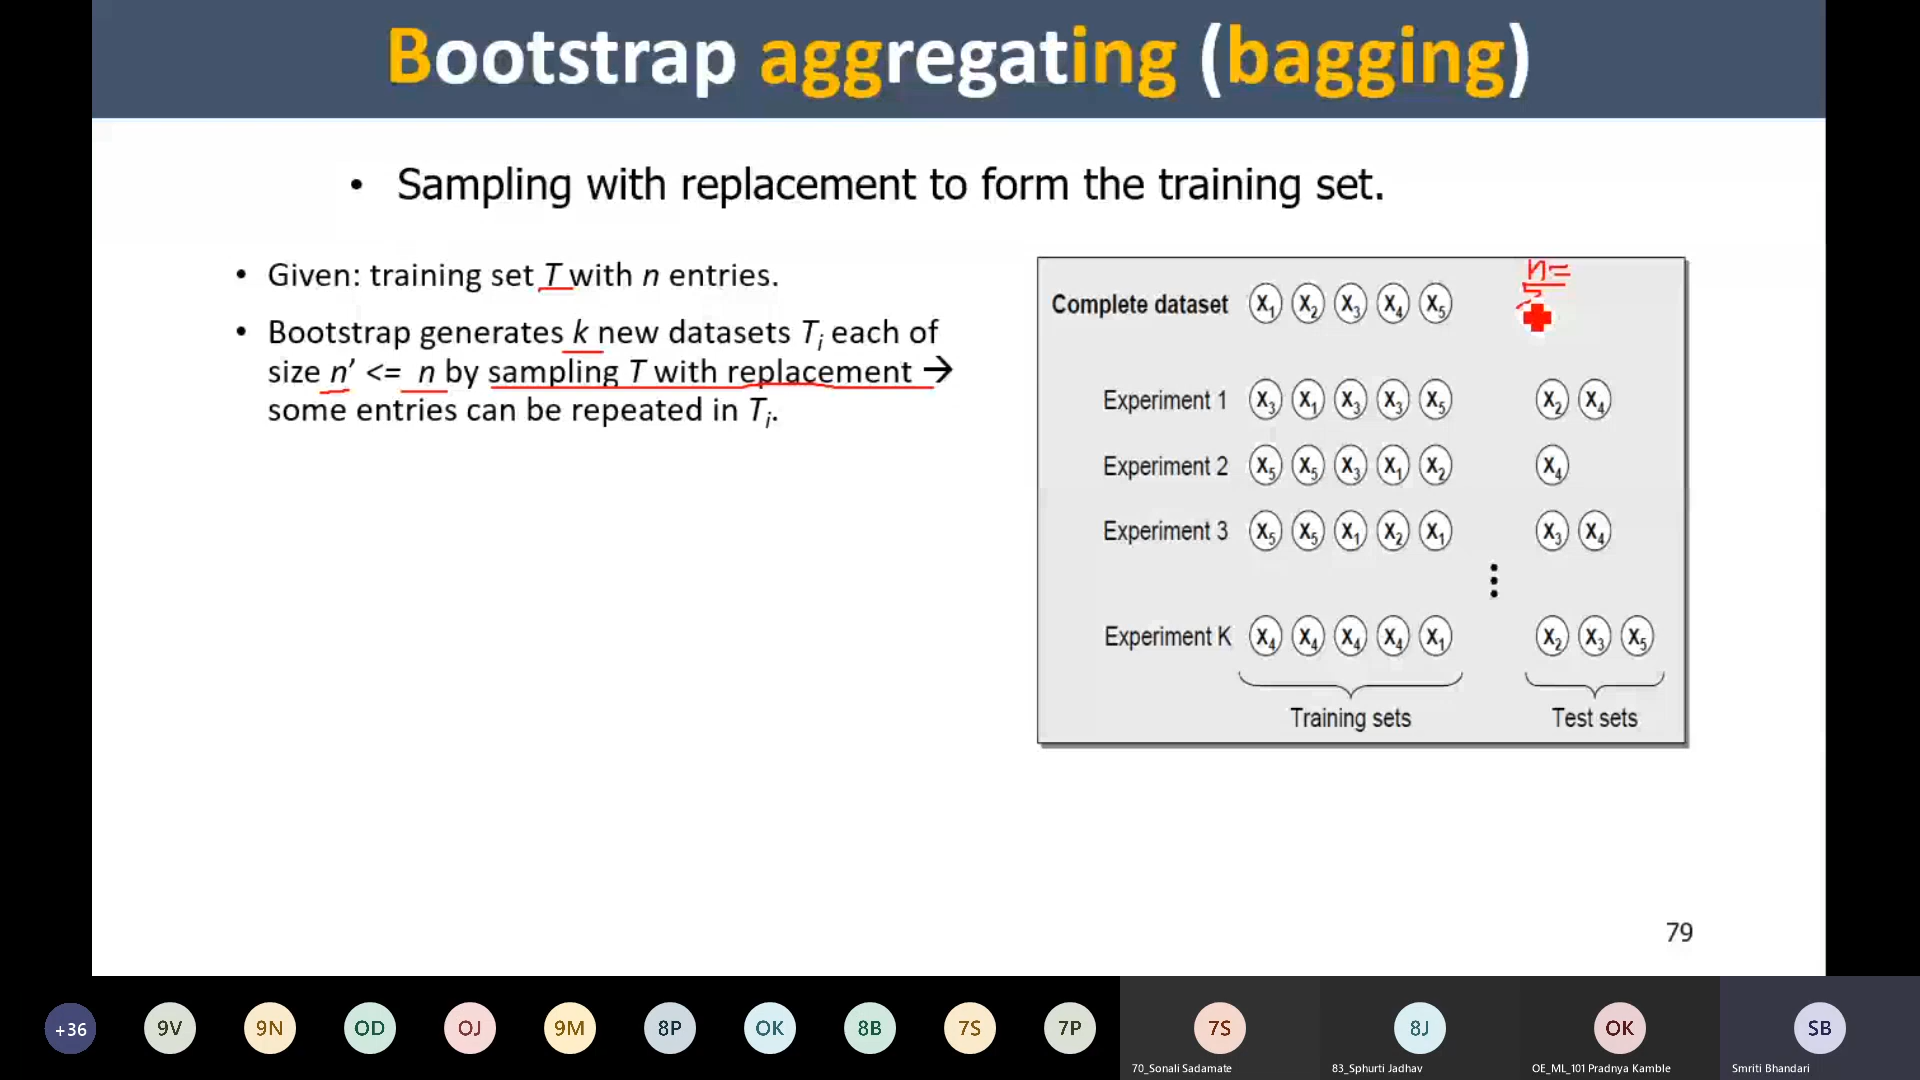 Bootstrap aggregating (bagging)
• Sampling with replacement to form the training set.
• Given: training set T with n entries.
• Bootstrap generates k new datasets Ti each of
size n' <= n by sampling T with replacement →
some entries can be repeated in Ti.
n=
5
Complete dataset X1 X2 X3 X4 X5
Experiment 1 X3 X1 X3 X3 X5 X2 X4
Experiment 2 X5 X5 X3 X1 X2 X4
Experiment 3 X5 X5 X1 X2 X1 X3 X4
Experiment K X4 X4 X4 X4 X1 X2 X3 X5
Training sets Test sets
79
+36 9V 9N OD OJ 9M 8P OK 8B 7S 7P 7S 8J OK SB
70_Sonali Sadamate 83_Sphurti Jadhav OE_ML_101 Pradnya Kamble Smriti Bhandari